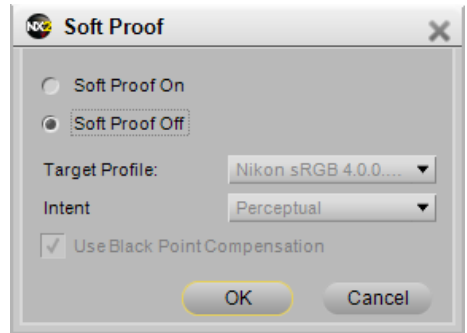 NX2 Soft Proof
Soft Proof On
Soft Proof Off
Target Profile: Nikon sRGB 4.0.0....
Intent Perceptual
Use Black Point Compensation
OK Cancel